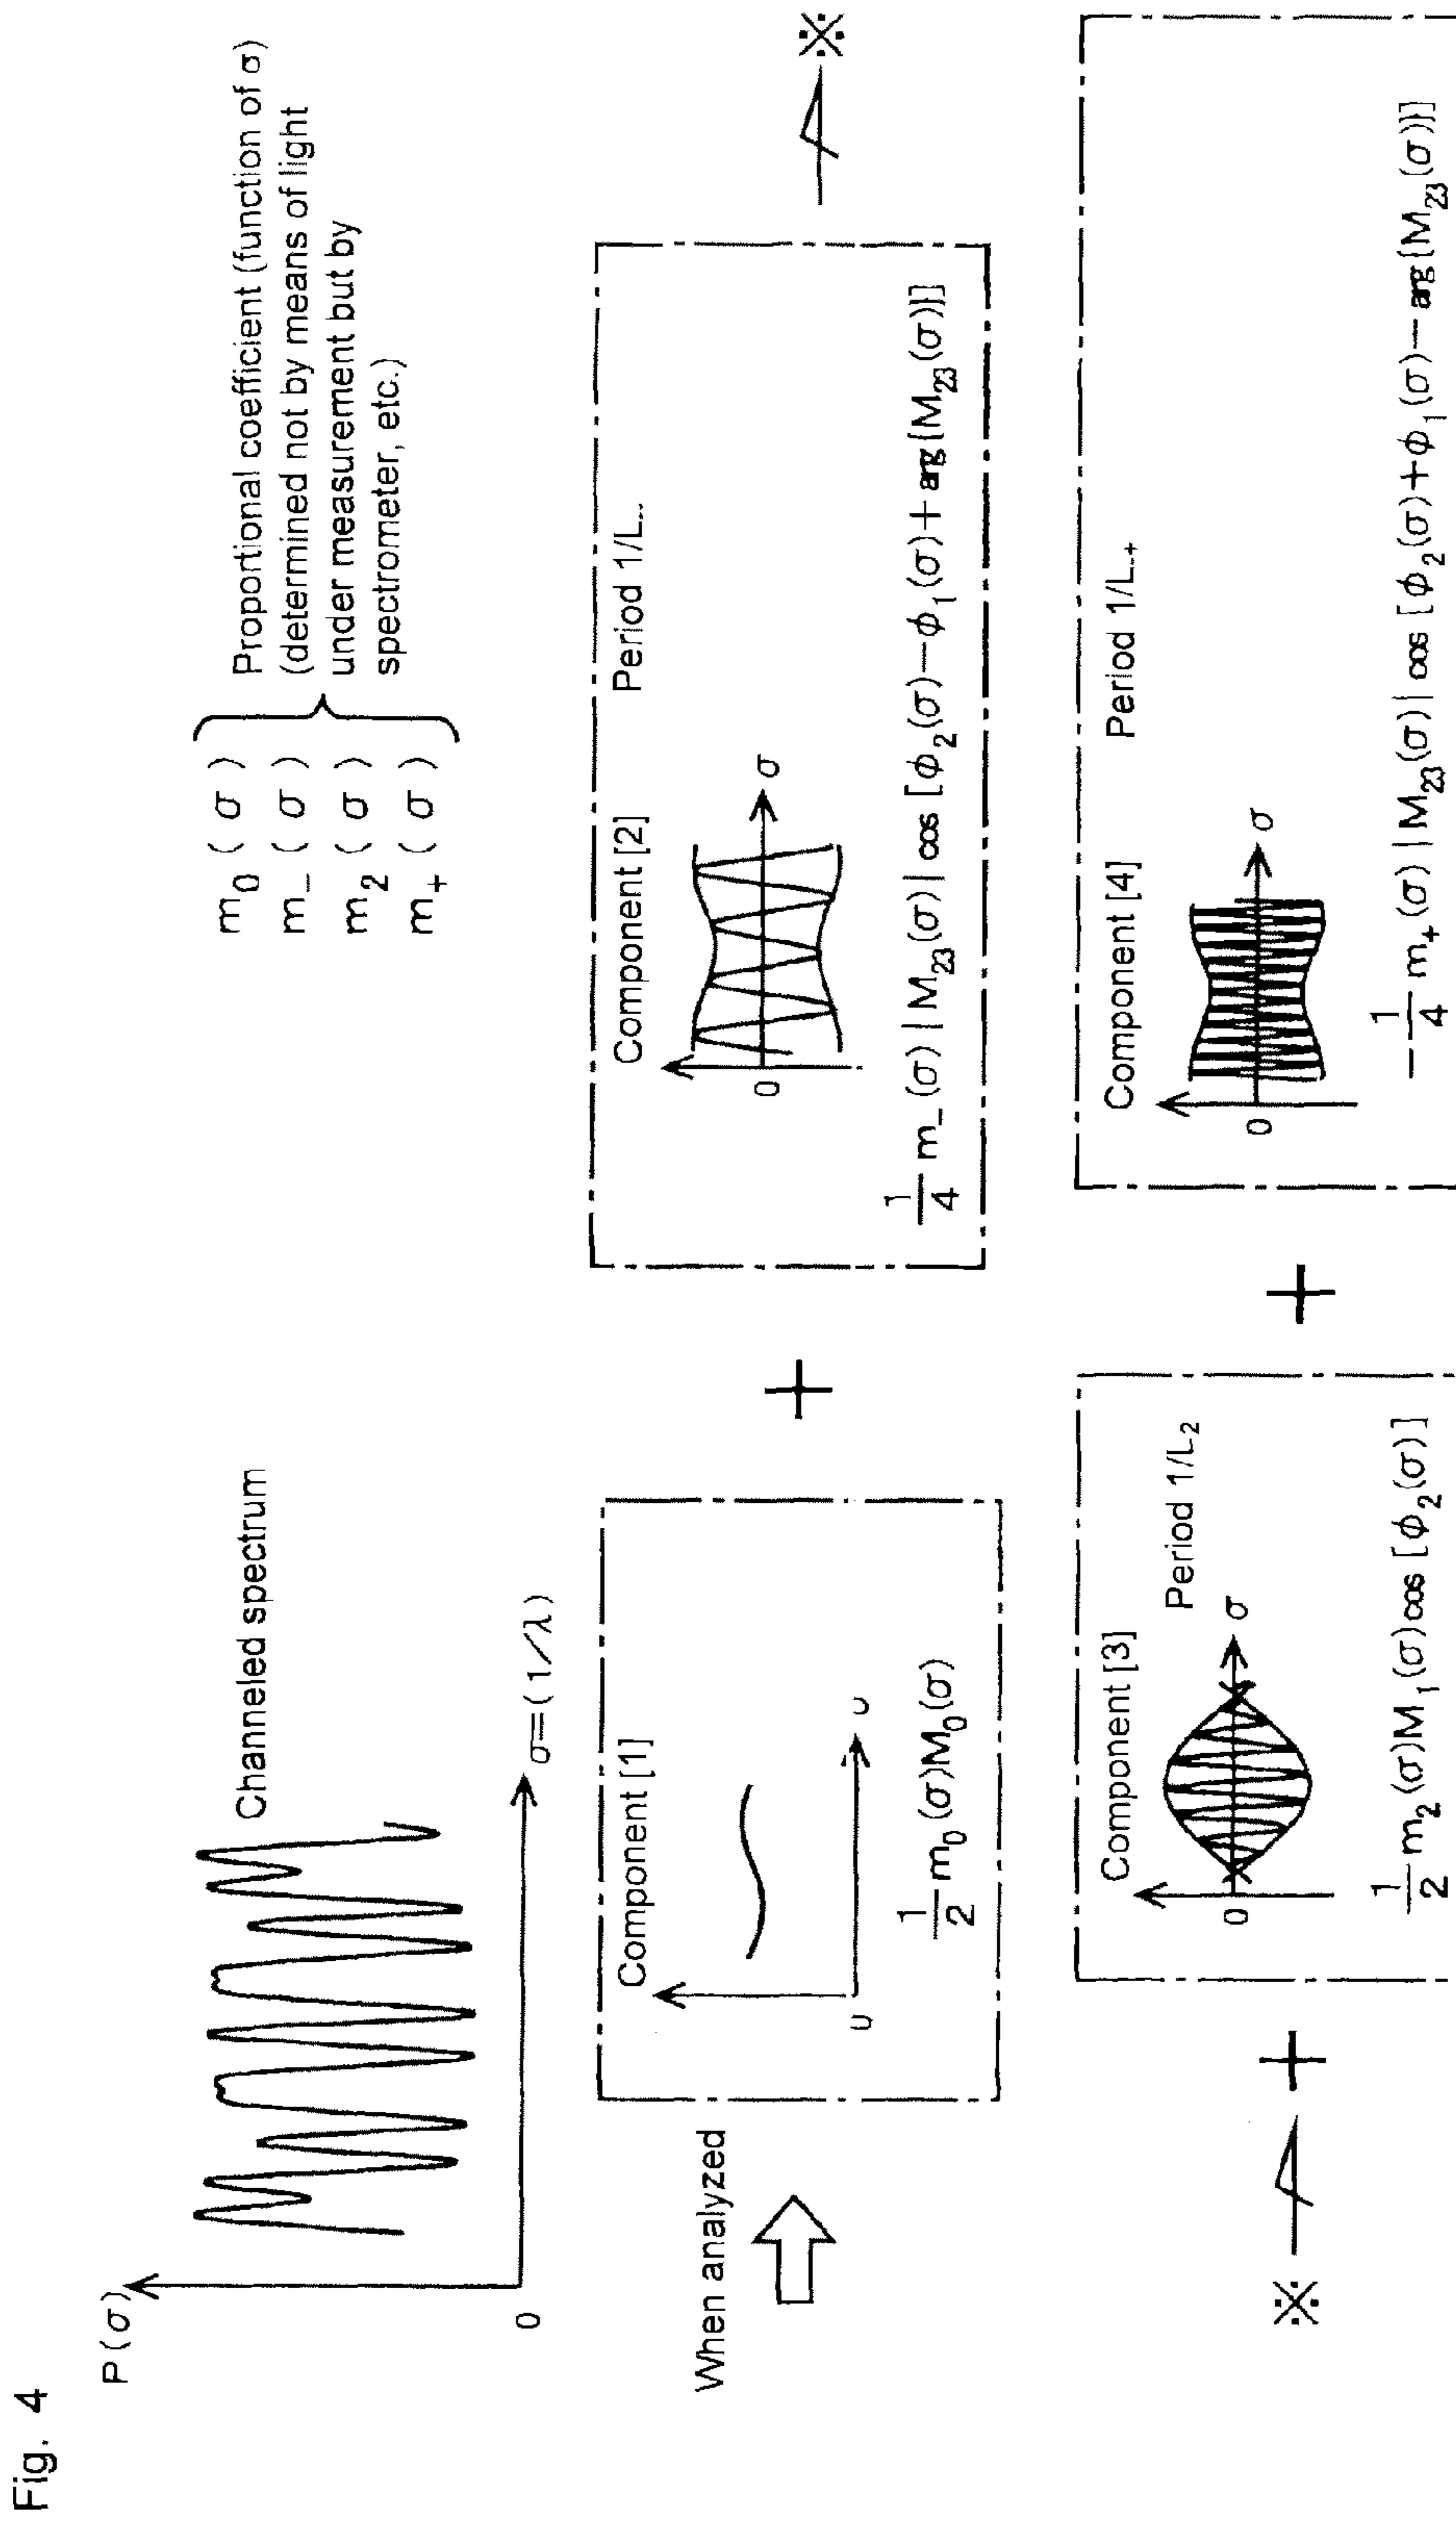 Fig. 4
P(σ)
Channeled spectrum
0
σ=(1/λ)
m₀ (σ)
m₋ (σ)
m₂ (σ)
m₊ (σ)
Proportional coefficient (function of σ)
(determined not by means of light
under measurement but by
spectrometer, etc.)
When analyzed
Component [1]
½ m₀(σ)M₀(σ)
+
Component [2]
Period 1/L₋
0
σ
¼ m₋(σ)|M₂₃(σ)|cos[ϕ₂(σ)−ϕ₁(σ)+arg{M₂₃(σ)}]
※
※
+
Component [3]
Period 1/L₂
0
σ
½ m₂(σ)M₁(σ)cos[ϕ₂(σ)]
+
Component [4]
Period 1/L₊
0
σ
−¼ m₊(σ)|M₂₃(σ)|cos[ϕ₂(σ)+ϕ₁(σ)−arg{M₂₃(σ)}]